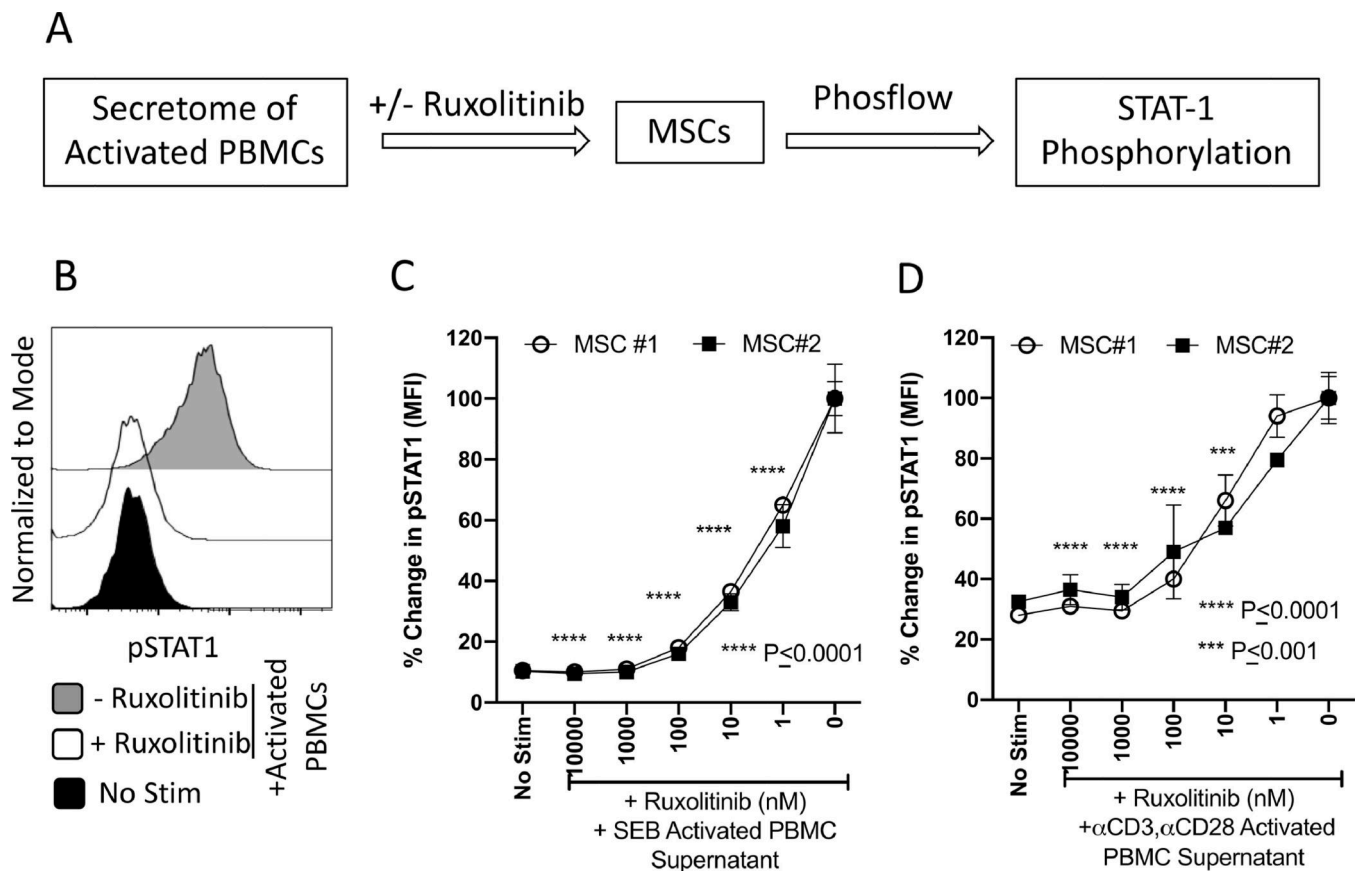 A
Secretome of
Activated PBMCs
+/- Ruxolitinib
MSCs
Phosflow
STAT-1
Phosphorylation
B
Normalized to Mode
pSTAT1
- Ruxolitinib
+ Ruxolitinib
No Stim
+Activated
PBMCs
C
% Change in pSTAT1 (MFI)
120
100
80
60
40
20
0
MSC #1
MSC#2
****
****
****
****
****
**** P≤0.0001
No Stim
10000
1000
100
10
1
0
+ Ruxolitinib (nM)
+ SEB Activated PBMC
Supernatant
D
% Change in pSTAT1 (MFI)
120
100
80
60
40
20
0
MSC#1
MSC#2
****
****
****
***
**** P≤0.0001
*** P≤0.001
No Stim
10000
1000
100
10
1
0
+ Ruxolitinib (nM)
+αCD3,αCD28 Activated
PBMC Supernatant